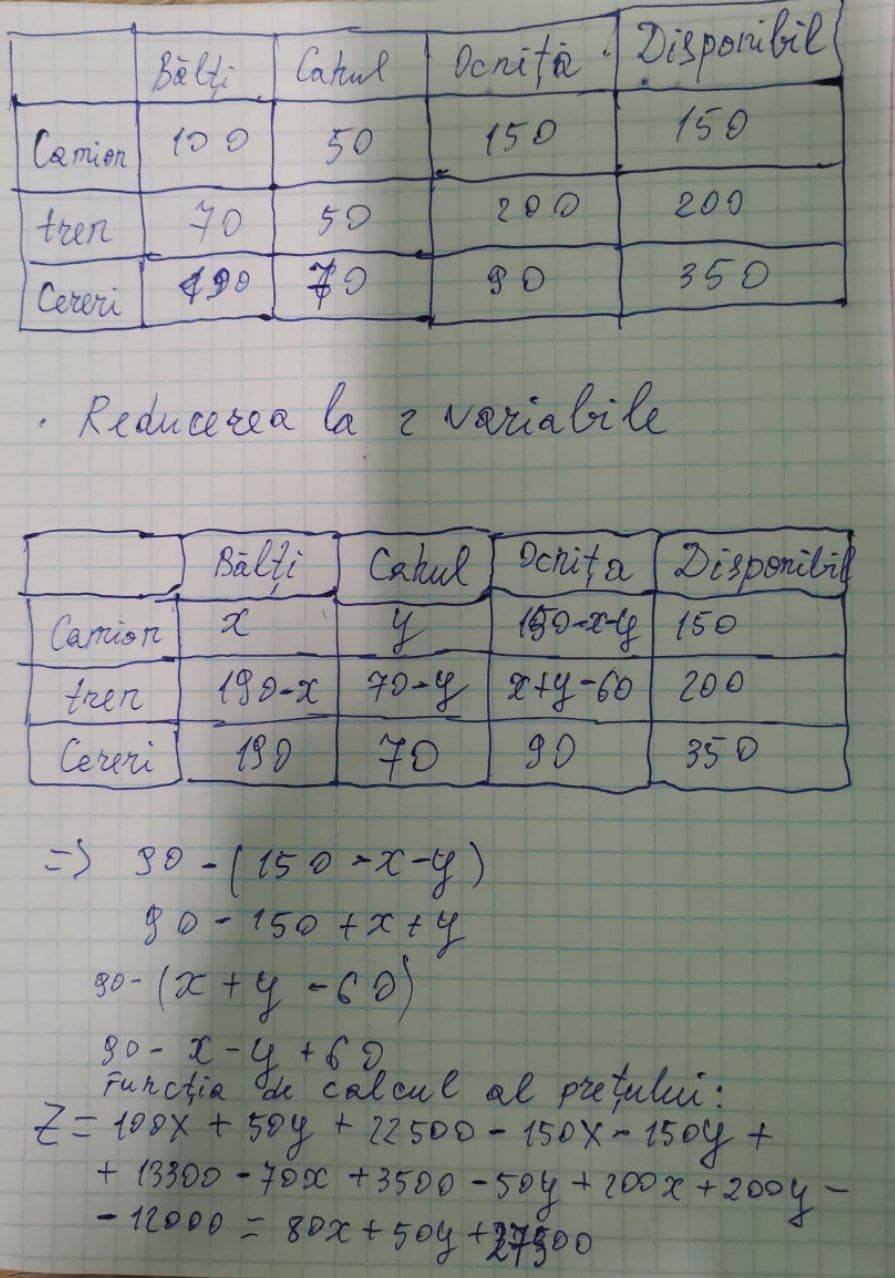 Bălți Cahul Ocnița Disponibil
Camion 100 50 150 150
tren 70 50 200 200
Cereri 190 70 90 350
· Reducerea la 2 variabile
Bălți Cahul Ocnița Disponibil
Camion x y 150-x-y 150
tren 190-x 70-y x+y-60 200
Cereri 190 70 90 350
=> 90-(150-x-y)
90-150+x+y
90-(x+y-60)
90-x-y+60
Funcția de calcul al prețului:
Z=100x+50y+22500-150x-150y+
+13300-70x+3500-50y+200x+200y-
-12000=80x+50y+27300